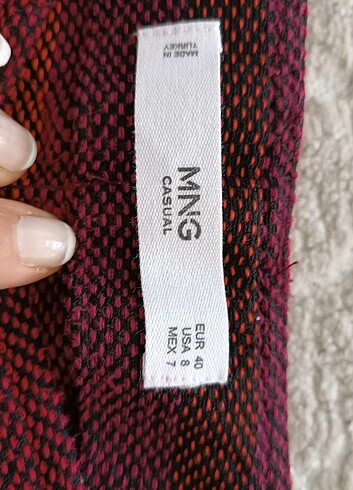 MADE IN
TURKEY
MNG
CASUAL
EUR 40
USA 8
MEX 7